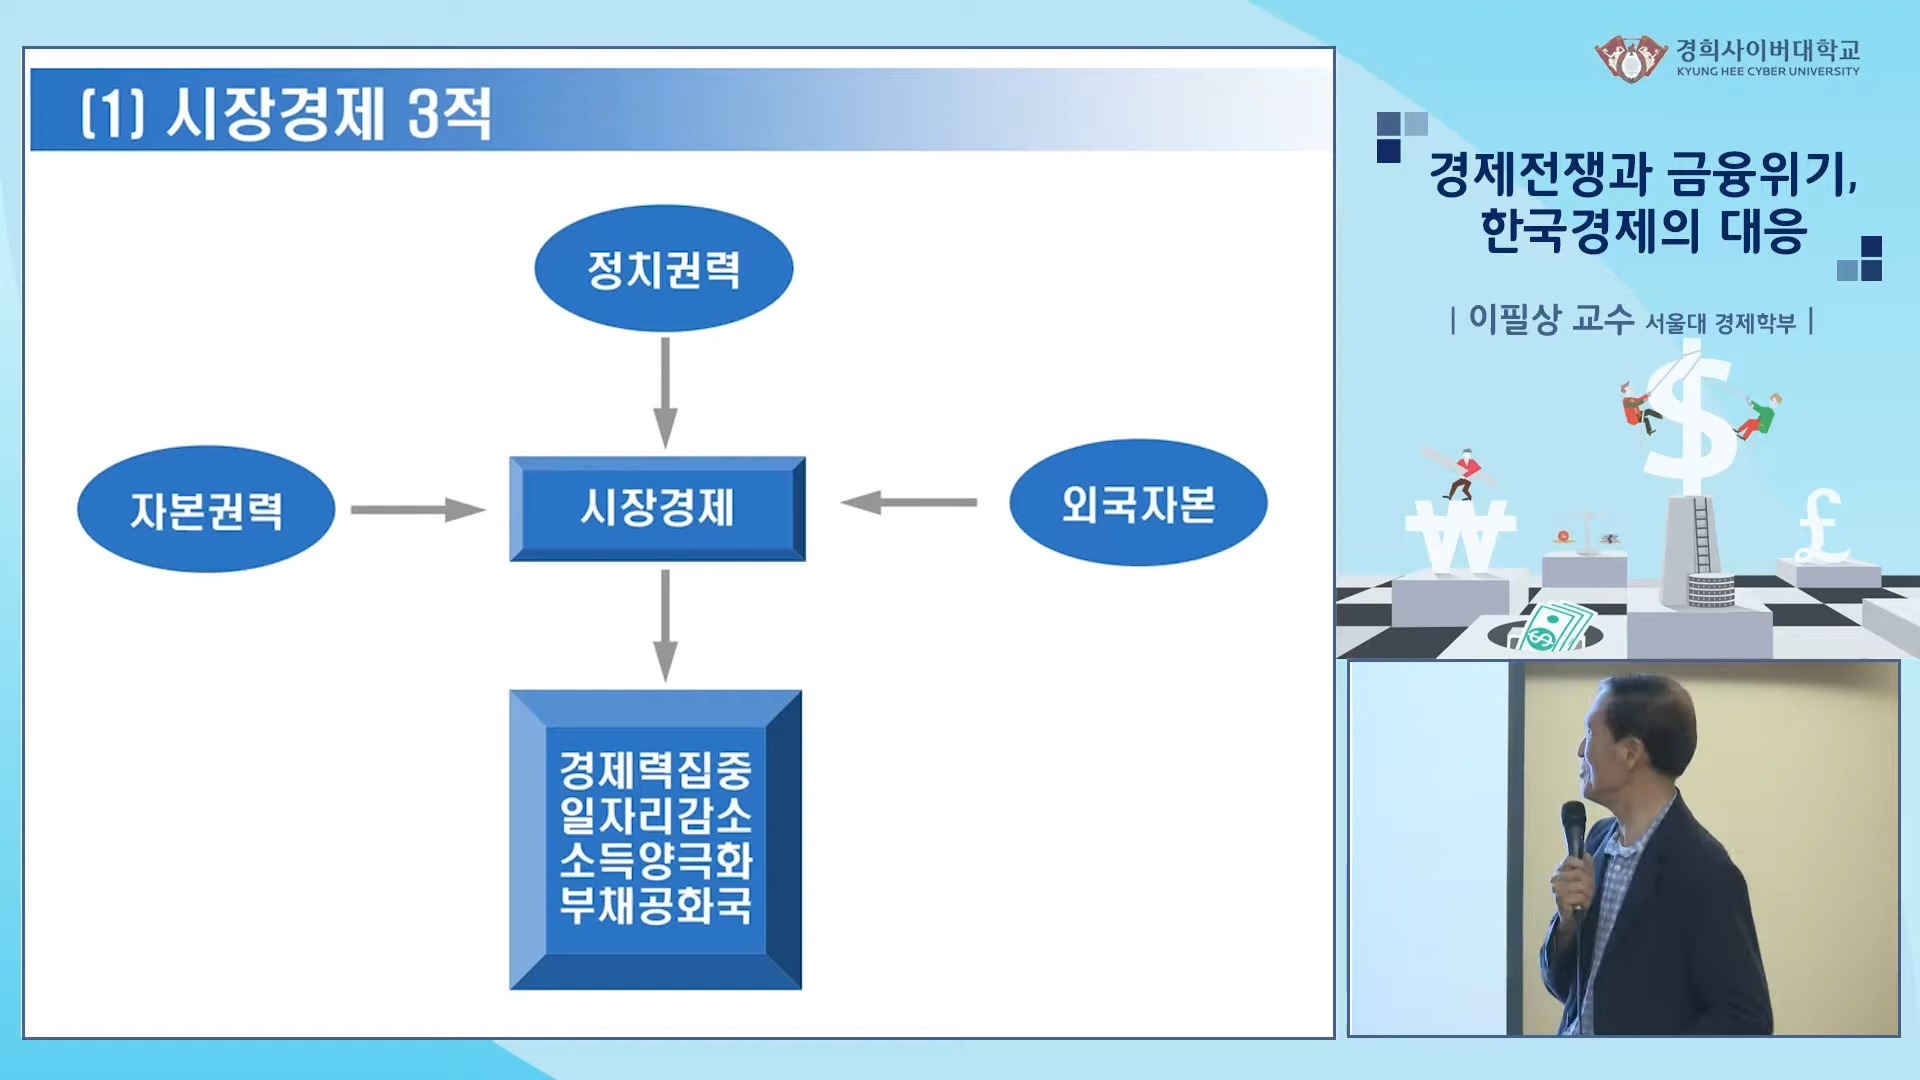 (1) 시장경제 3적
정치권력
자본권력
시장경제
외국자본
경제력집중
일자리감소
소득양극화
부채공화국
경희사이버대학교
KYUNG HEE CYBER UNIVERSITY
경제전쟁과 금융위기,
한국경제의 대응
| 이필상 교수 서울대 경제학부 |